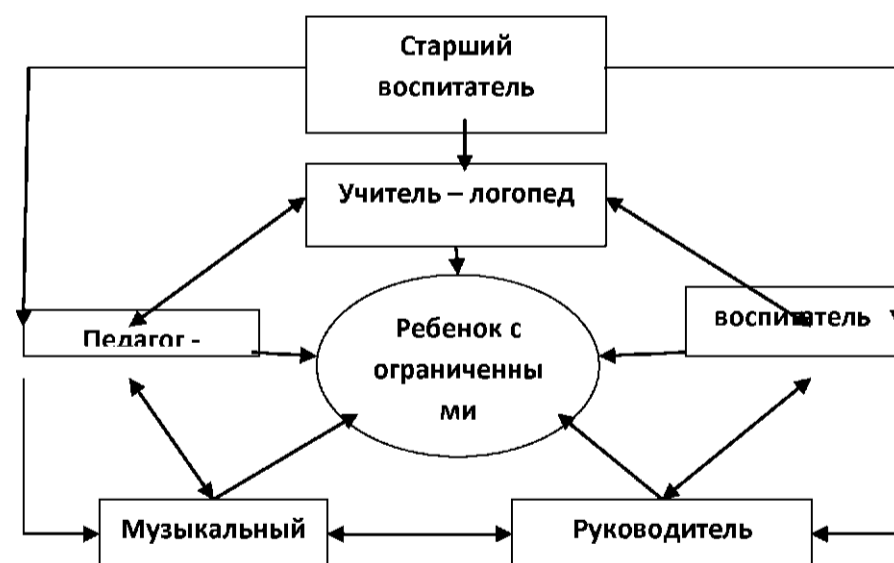 Старший
воспитатель
Учитель – логопед
Педагог -
воспитатель
Ребенок с
ограниченны
ми
Музыкальный
Руководитель